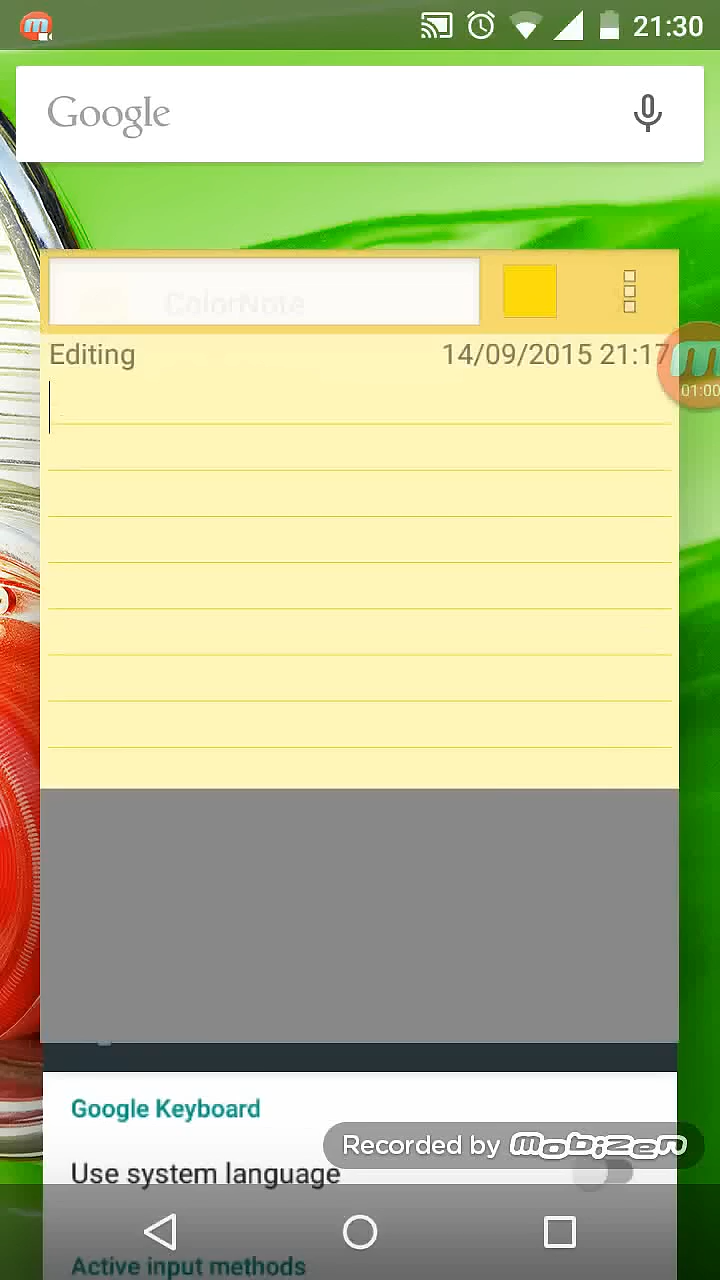 21:30
Google
ColorNote
Editing 14/09/2015 21:17
01:00
Google Keyboard
Recorded by mobizen
Use system language
Active input methods